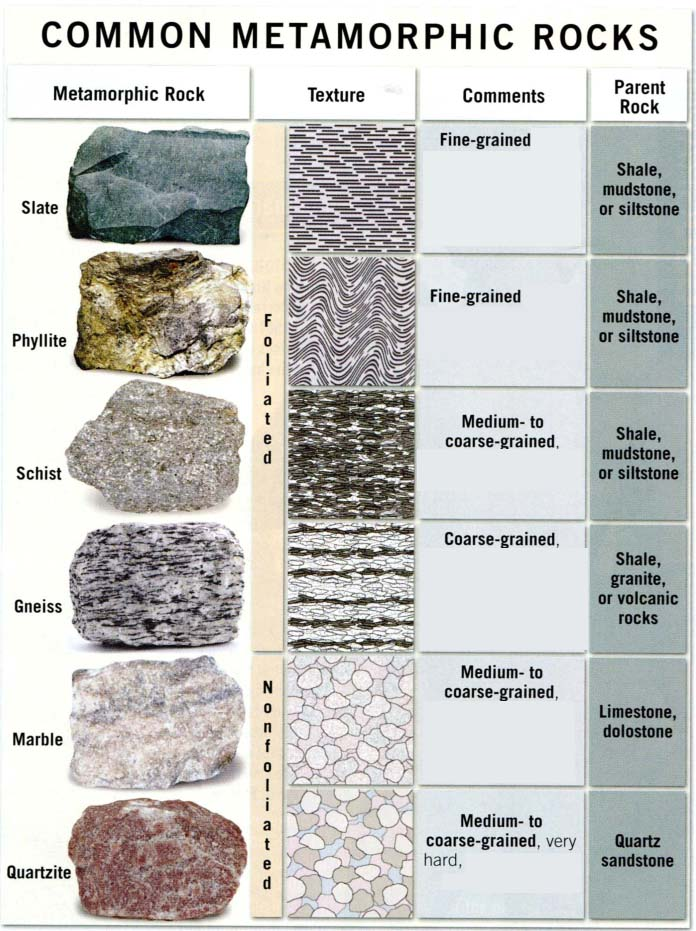 COMMON METAMORPHIC ROCKS
Metamorphic Rock
Texture
Comments
Parent
Rock
Slate
Fine-grained
Shale,
mudstone,
or siltstone
Phyllite
Foliated
Fine-grained
Shale,
mudstone,
or siltstone
Schist
Medium- to
coarse-grained,
Shale,
mudstone,
or siltstone
Gneiss
Coarse-grained,
Shale,
granite,
or volcanic
rocks
Marble
Nonfoliated
Medium- to
coarse-grained,
Limestone,
dolostone
Quartzite
Medium- to
coarse-grained, very
hard,
Quartz
sandstone